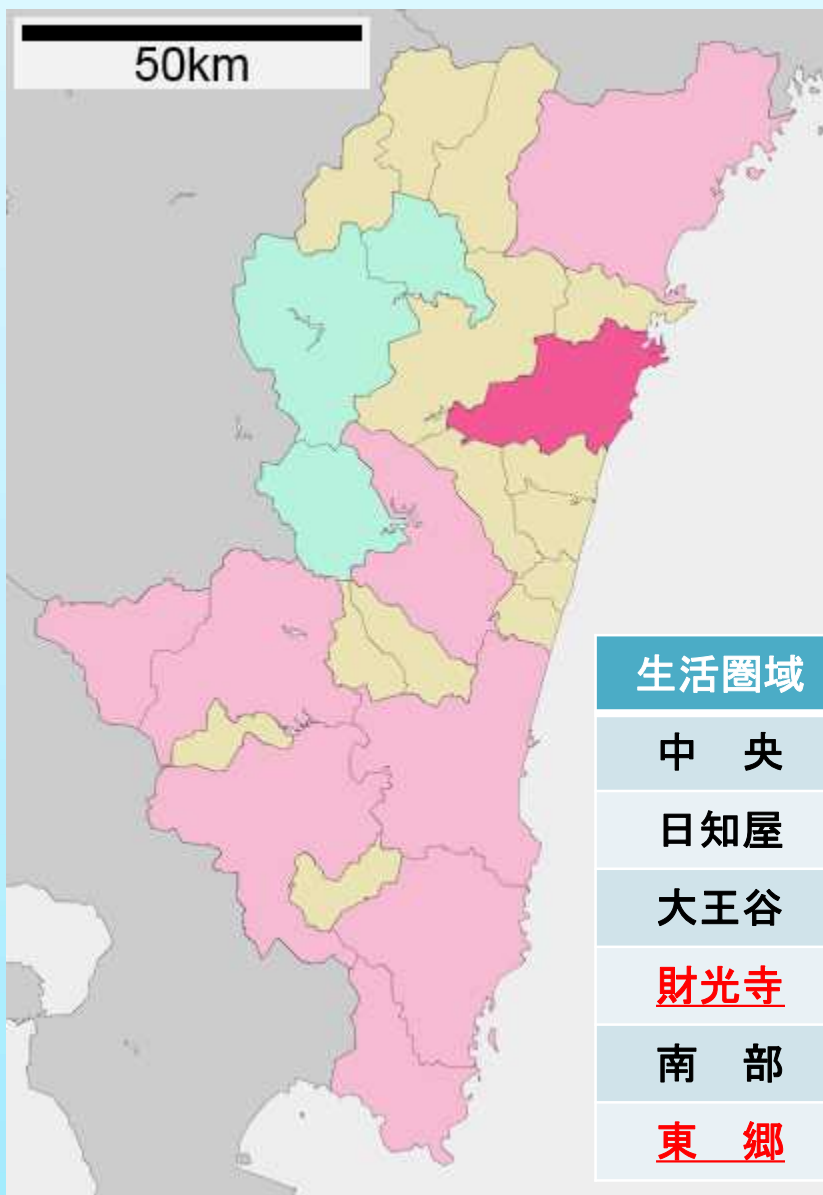 50km
生活圏域
中　央
日知屋
大王谷
財光寺
南　部
東　郷